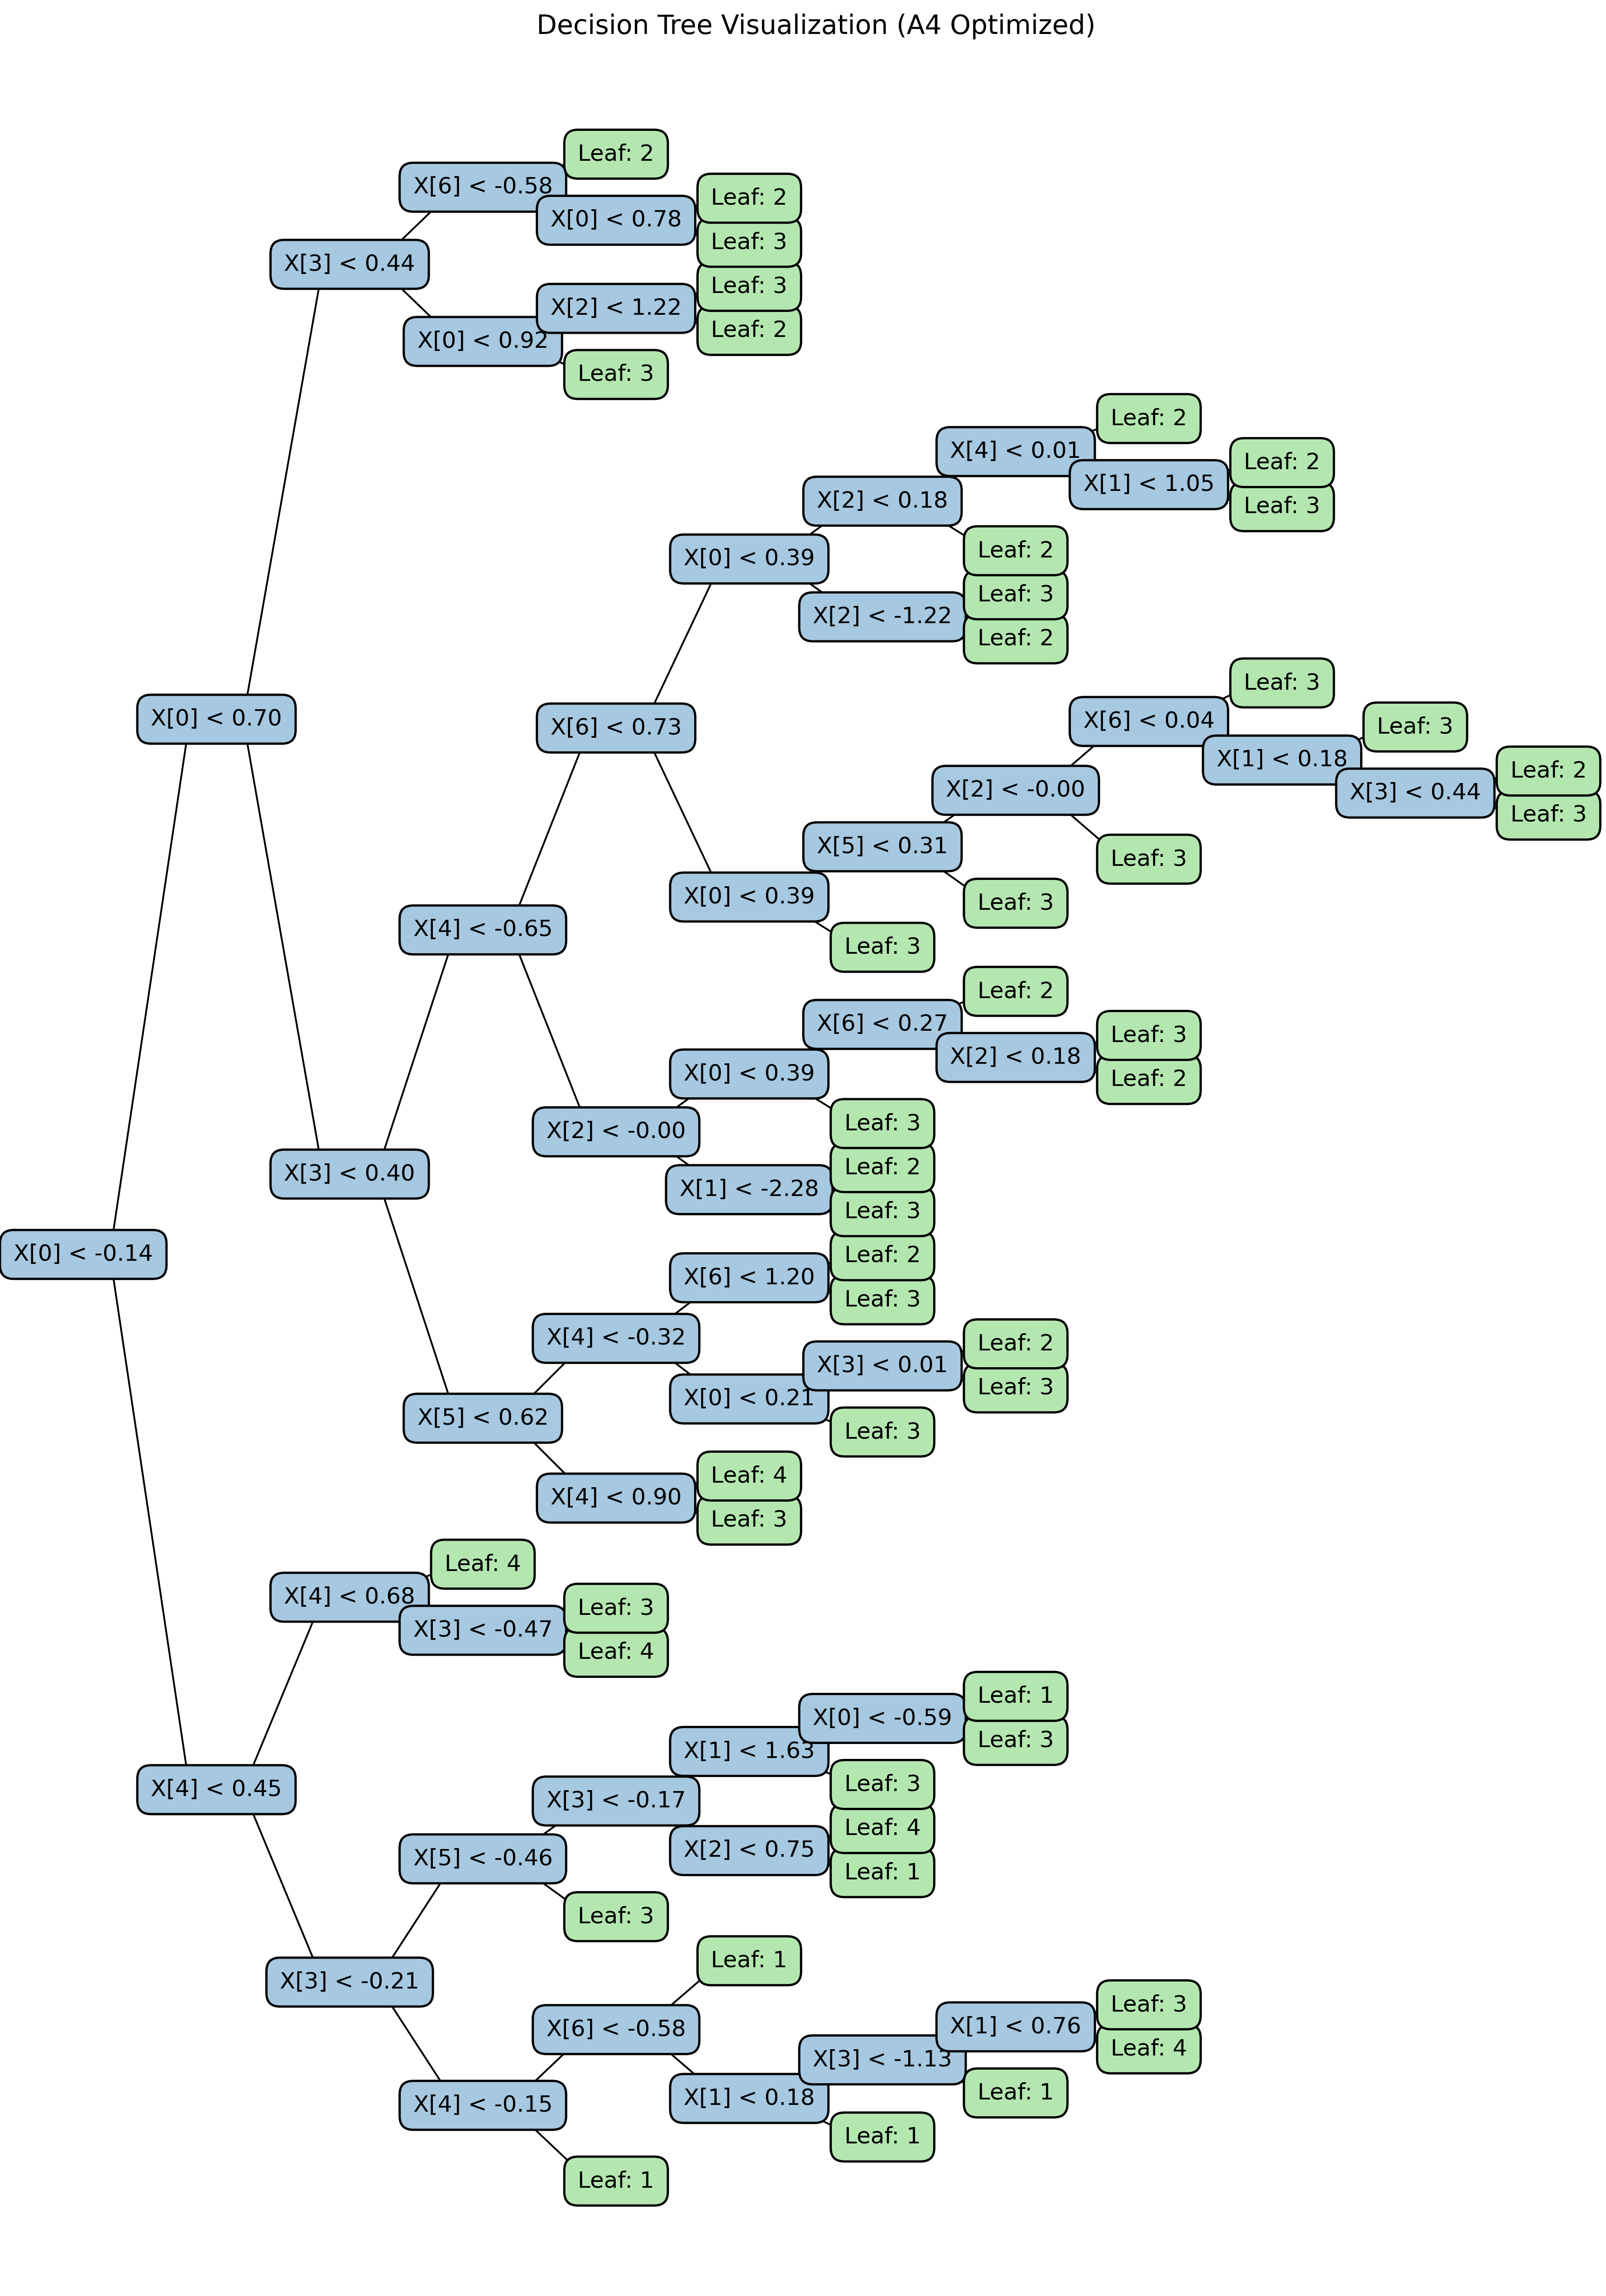 Decision Tree Visualization (A4 Optimized)
Leaf: 2
X[6] < -0.58
Leaf: 2
X[0] < 0.78
Leaf: 3
X[3] < 0.44
Leaf: 3
X[2] < 1.22
Leaf: 2
X[0] < 0.92
Leaf: 3
Leaf: 2
X[4] < 0.01
Leaf: 2
X[1] < 1.05
X[2] < 0.18
Leaf: 3
Leaf: 2
X[0] < 0.39
Leaf: 3
X[2] < -1.22
Leaf: 2
Leaf: 3
X[0] < 0.70
X[6] < 0.04
Leaf: 3
X[6] < 0.73
X[1] < 0.18
Leaf: 2
X[2] < -0.00
X[3] < 0.44
Leaf: 3
X[5] < 0.31
Leaf: 3
X[0] < 0.39
Leaf: 3
X[4] < -0.65
Leaf: 3
Leaf: 2
X[6] < 0.27
Leaf: 3
X[2] < 0.18
X[0] < 0.39
Leaf: 2
Leaf: 3
X[2] < -0.00
Leaf: 2
X[3] < 0.40
X[1] < -2.28
Leaf: 3
X[0] < -0.14
Leaf: 2
X[6] < 1.20
Leaf: 3
X[4] < -0.32
Leaf: 2
X[3] < 0.01
Leaf: 3
X[0] < 0.21
X[5] < 0.62
Leaf: 3
Leaf: 4
X[4] < 0.90
Leaf: 3
Leaf: 4
X[4] < 0.68
Leaf: 3
X[3] < -0.47
Leaf: 4
Leaf: 1
X[0] < -0.59
Leaf: 3
X[1] < 1.63
Leaf: 3
X[4] < 0.45
X[3] < -0.17
Leaf: 4
X[2] < 0.75
X[5] < -0.46
Leaf: 1
Leaf: 3
Leaf: 1
X[3] < -0.21
Leaf: 3
X[1] < 0.76
X[6] < -0.58
Leaf: 4
X[3] < -1.13
Leaf: 1
X[1] < 0.18
X[4] < -0.15
Leaf: 1
Leaf: 1